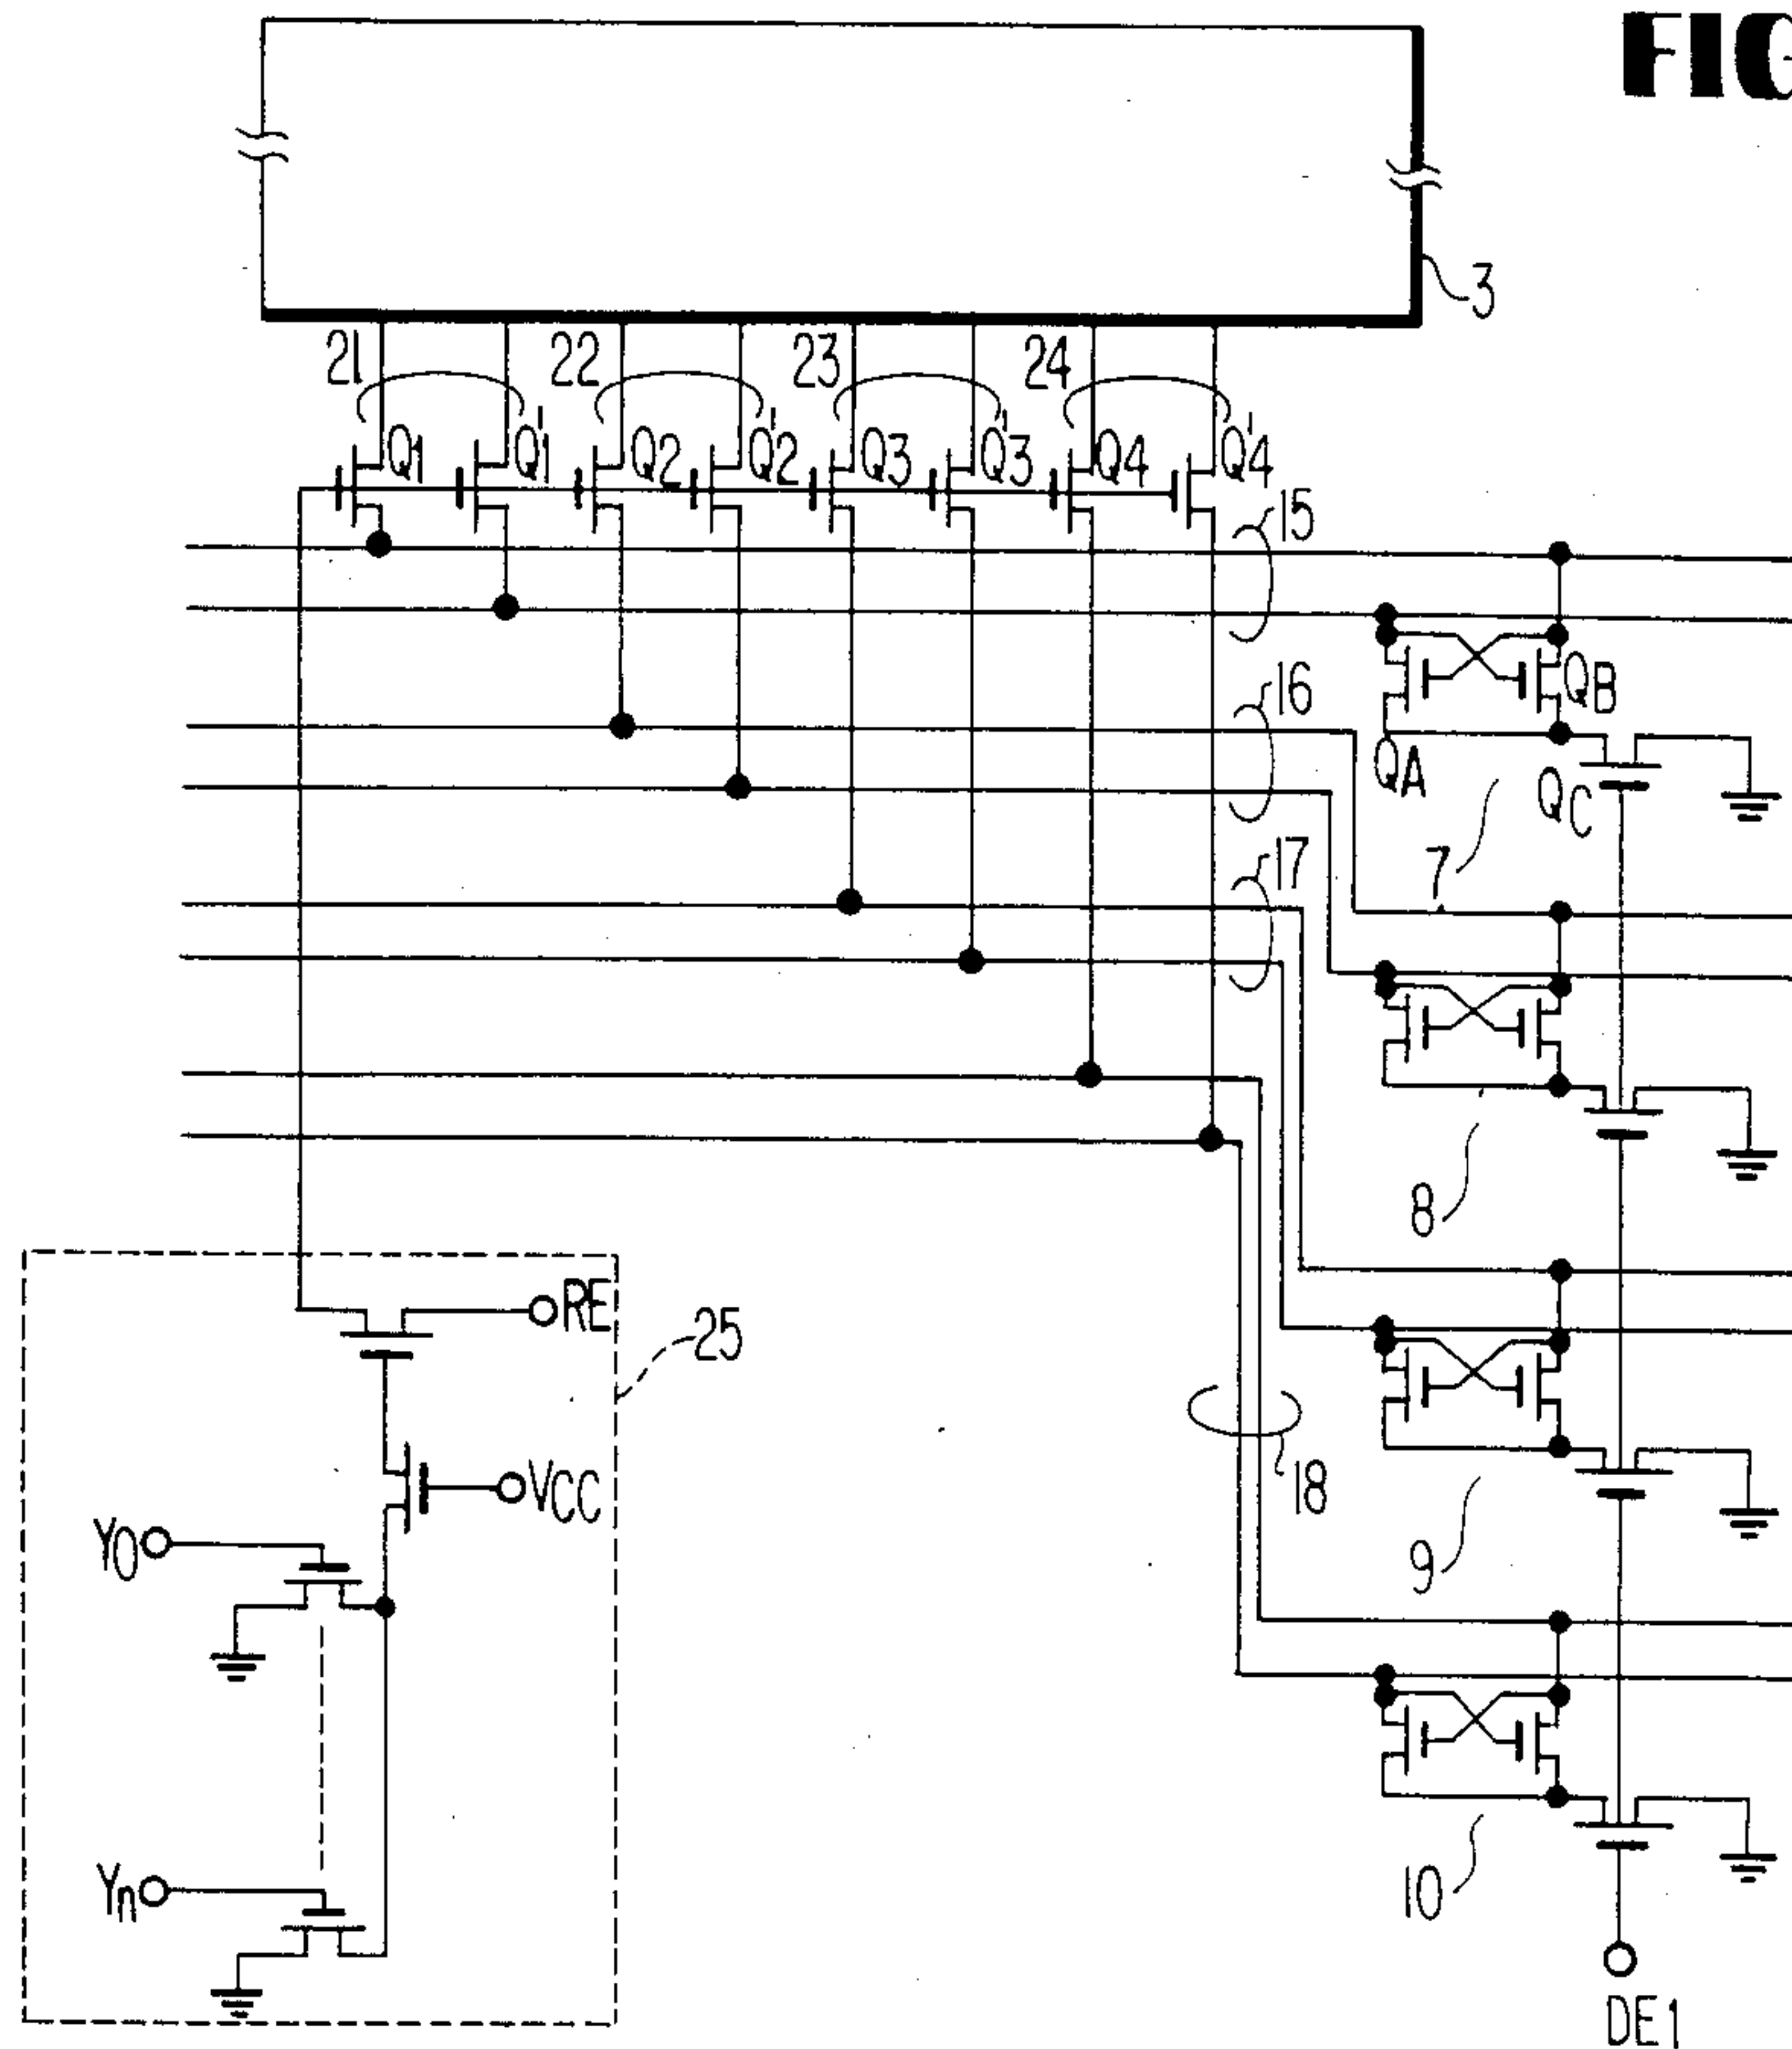 FIG
3
21 22 23 24
Q1 Q'1 Q2 Q'2 Q3 Q'3 Q4 Q'4
15
16
QB
QA
QC
17
7
8
RE
25
VCC
18
Y0
9
Yn
10
DE1